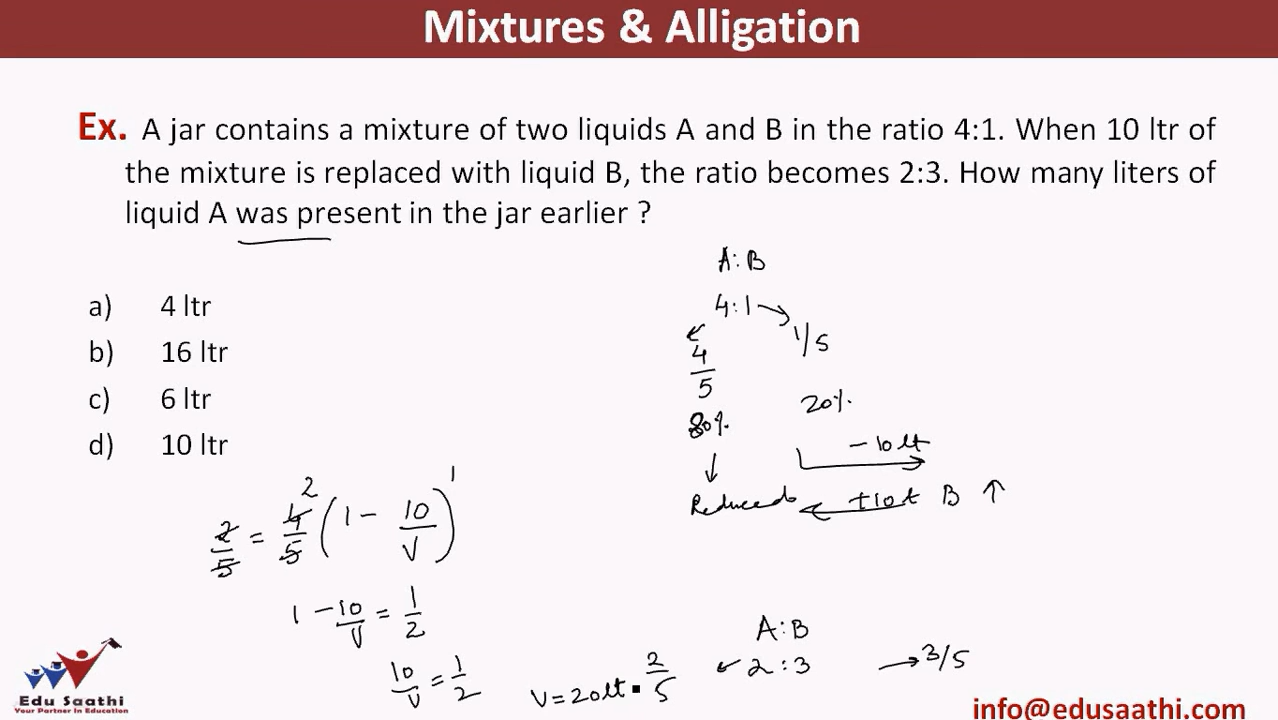 Mixtures & Alligation
Ex. A jar contains a mixture of two liquids A and B in the ratio 4:1. When 10 ltr of
the mixture is replaced with liquid B, the ratio becomes 2:3. How many liters of
liquid A was present in the jar earlier ?
a) 4 ltr
b) 16 ltr
c) 6 ltr
d) 10 ltr
A:B
4:1
4/5 1/5
80% 20%
-10lt
Reduced +10lt B ↑
2/5 = 4/5 (1 - 10/V)^1
2
1 - 10/V = 1/2
10/V = 1/2
V = 20lt
A:B
2/5 2:3 → 3/5
Edu Saathi
Your Partner in Education
info@edusaathi.com